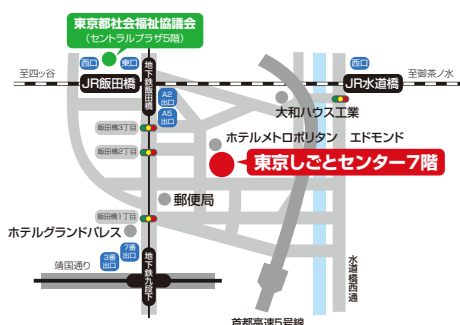 東京都社会福祉協議会
(セントラルプラザ5階)
西口
東口
西口
至四ッ谷
JR飯田橋
地下鉄飯田橋
JR水道橋
至御茶ノ水
A2
出口
A5
出口
大和ハウス工業
飯田橋3丁目
ホテルメトロポリタン エドモンド
飯田橋2丁目
東京しごとセンター7階
郵便局
飯田橋1丁目
ホテルグランドパレス
7番
出口
3番
出口
靖国通り
地下鉄九段下
水道橋西通
首都高速5号線